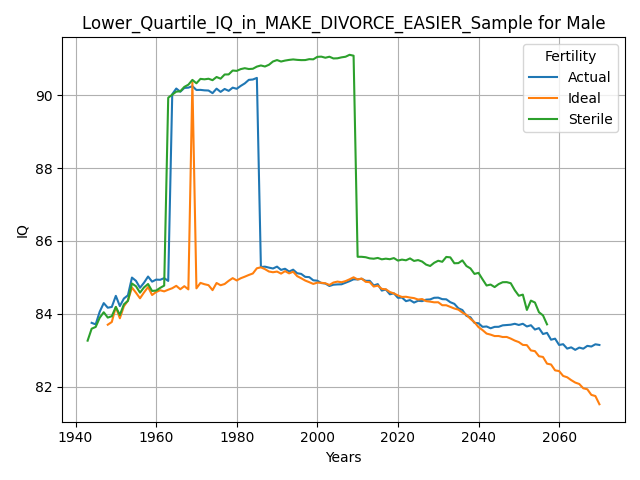 Lower_Quartile_IQ_in_MAKE_DIVORCE_EASIER_Sample for Male
Fertility
Actual
Ideal
Sterile
IQ
90
88
86
84
82
1940
1960
1980
2000
2020
2040
2060
Years